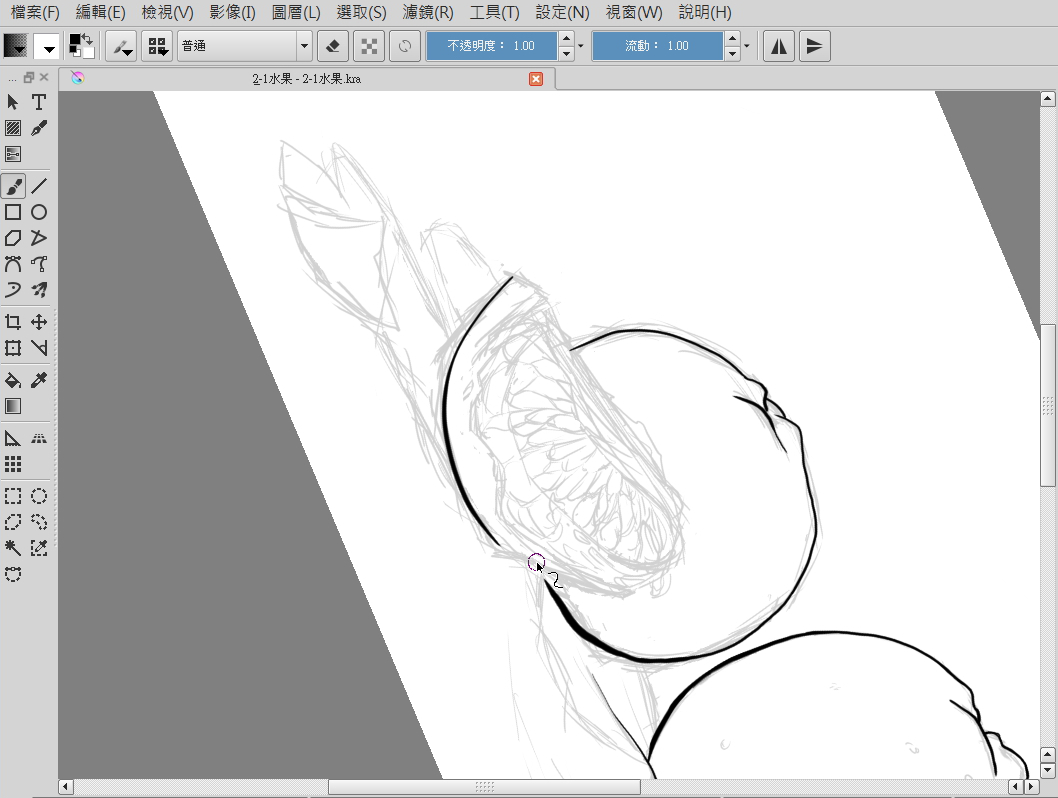 檔案(F) 編輯(E) 檢視(V) 影像(I) 圖層(L) 選取(S) 濾鏡(R) 工具(T) 設定(N) 視窗(W) 說明(H)
普通 不透明度： 1.00 流動： 1.00
... 2-1水果 - 2-1水果.kra